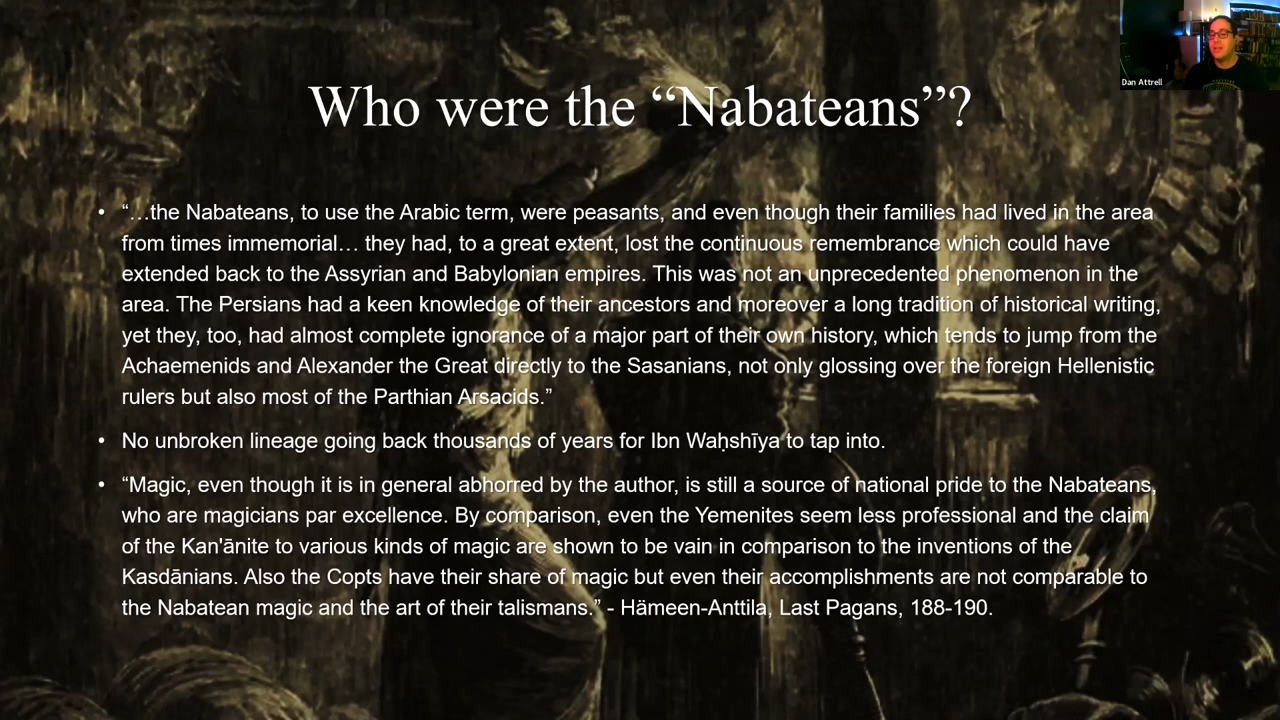 Dan Attrell
Who were the “Nabateans”?
• “…the Nabateans, to use the Arabic term, were peasants, and even though their families had lived in the area
from times immemorial… they had, to a great extent, lost the continuous remembrance which could have
extended back to the Assyrian and Babylonian empires. This was not an unprecedented phenomenon in the
area. The Persians had a keen knowledge of their ancestors and moreover a long tradition of historical writing,
yet they, too, had almost complete ignorance of a major part of their own history, which tends to jump from the
Achaemenids and Alexander the Great directly to the Sasanians, not only glossing over the foreign Hellenistic
rulers but also most of the Parthian Arsacids.”
• No unbroken lineage going back thousands of years for Ibn Waḥshīya to tap into.
• “Magic, even though it is in general abhorred by the author, is still a source of national pride to the Nabateans,
who are magicians par excellence. By comparison, even the Yemenites seem less professional and the claim
of the Kan'ānite to various kinds of magic are shown to be vain in comparison to the inventions of the
Kasdānians. Also the Copts have their share of magic but even their accomplishments are not comparable to
the Nabatean magic and the art of their talismans.” - Hämeen-Anttila, Last Pagans, 188-190.